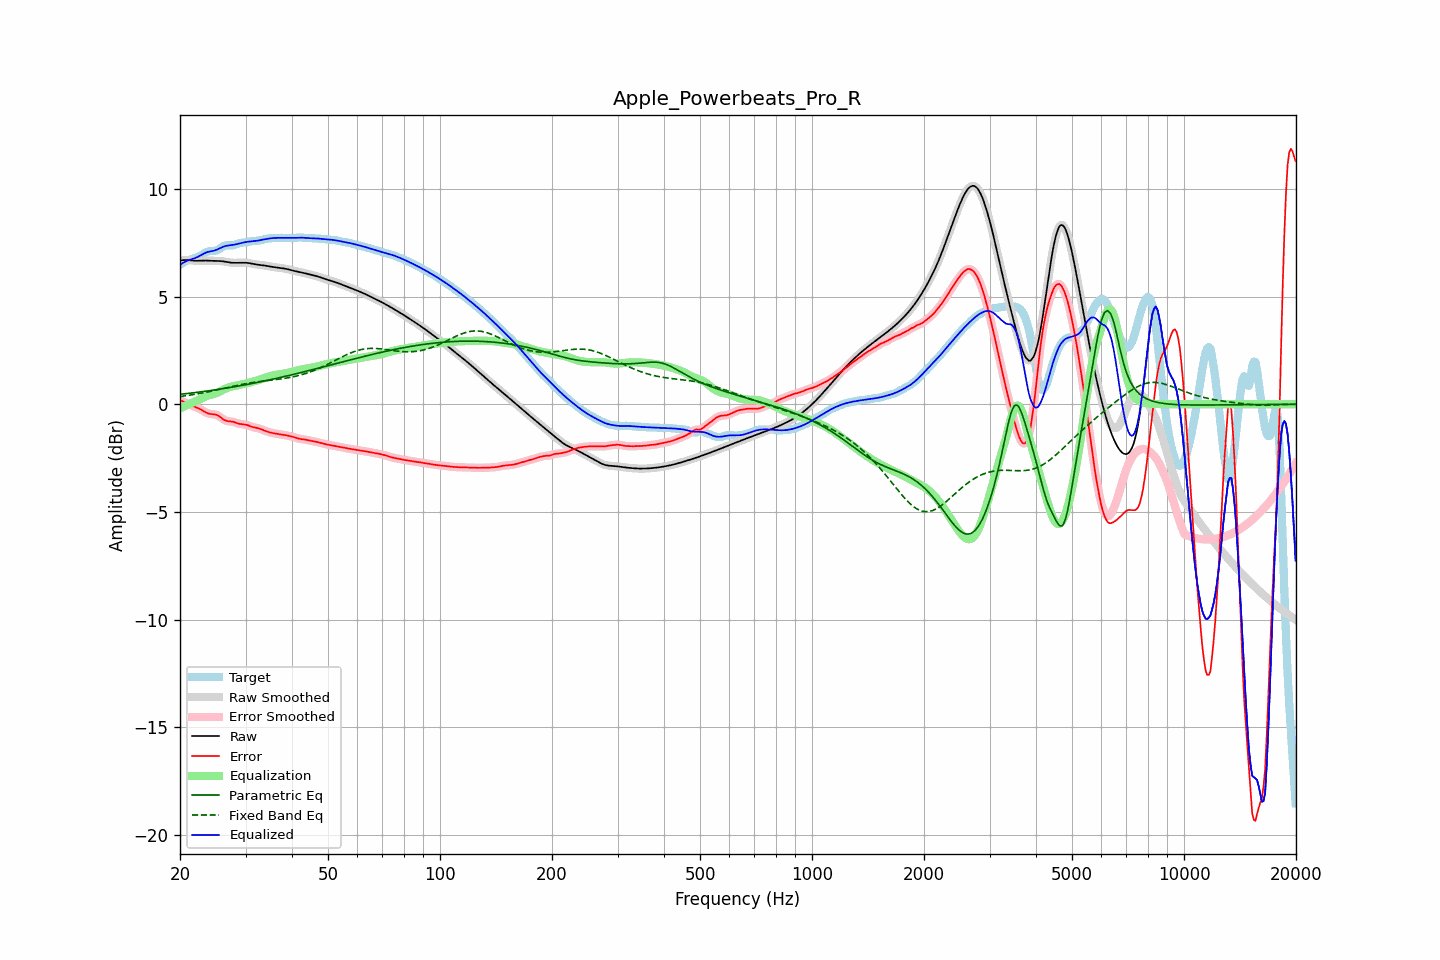 Apple_Powerbeats_Pro_R
Amplitude (dBr)
10
5
0
−5
−10
−15
−20
Target
Raw Smoothed
Error Smoothed
Raw
Error
Equalization
Parametric Eq
Fixed Band Eq
Equalized
20 50 100 200 500 1000 2000 5000 10000 20000
Frequency (Hz)